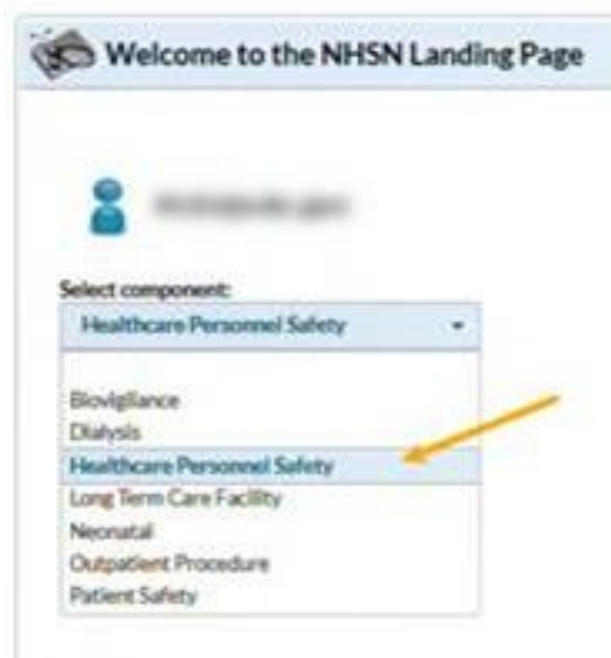 Welcome to the NHSN Landing Page
Select component:
Healthcare Personnel Safety
Biovigilance
Dialysis
Healthcare Personnel Safety
Long Term Care Facility
Neonatal
Outpatient Procedure
Patient Safety